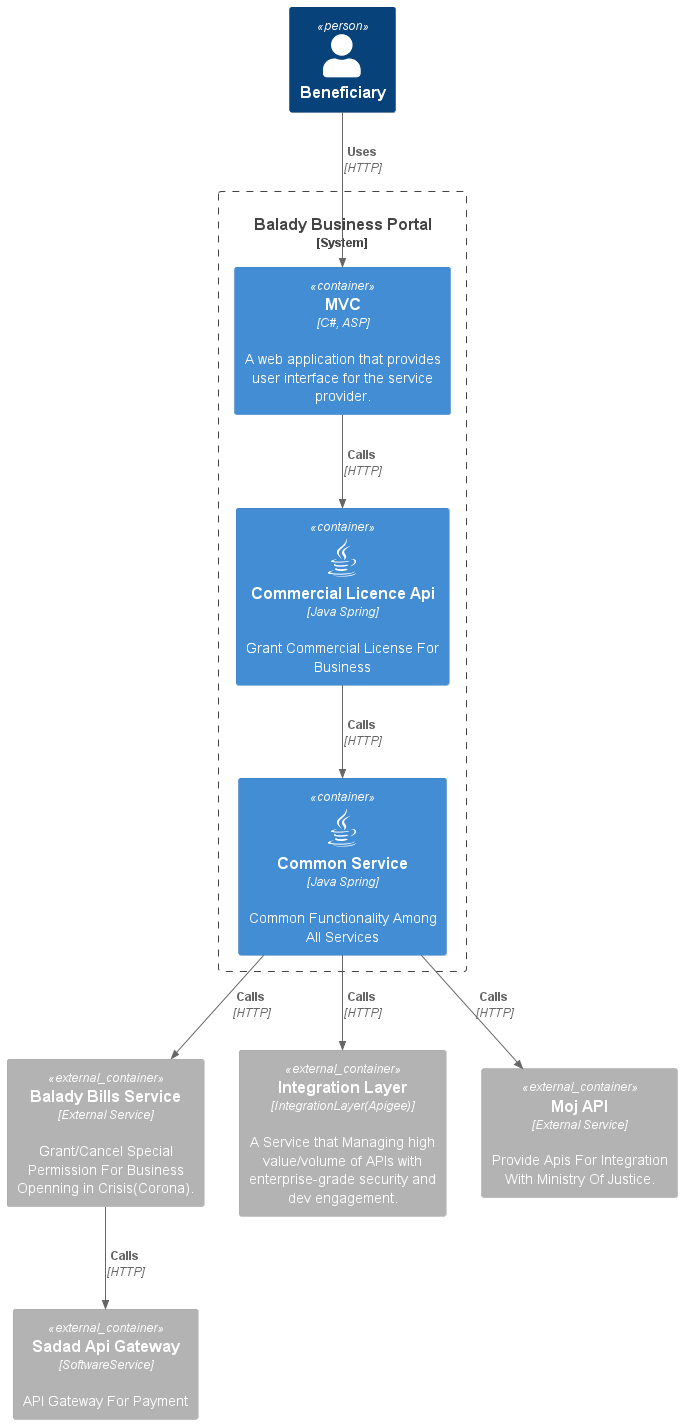 «person»
Beneficiary
Uses
[HTTP]
Balady Business Portal
[System]
«container»
MVC
[C#, ASP]
A web application that provides
user interface for the service
provider.
Calls
[HTTP]
«container»
Commercial Licence Api
[Java Spring]
Grant Commercial License For
Business
Calls
[HTTP]
«container»
Common Service
[Java Spring]
Common Functionality Among
All Services
Calls
[HTTP]
Calls
[HTTP]
Calls
[HTTP]
«external_container»
Balady Bills Service
[External Service]
Grant/Cancel Special
Permission For Business
Openning in Crisis(Corona).
«external_container»
Integration Layer
[IntegrationLayer(Apigee)]
A Service that Managing high
value/volume of APIs with
enterprise-grade security and
dev engagement.
«external_container»
Moj API
[External Service]
Provide Apis For Integration
With Ministry Of Justice.
Calls
[HTTP]
«external_container»
Sadad Api Gateway
[SoftwareService]
API Gateway For Payment